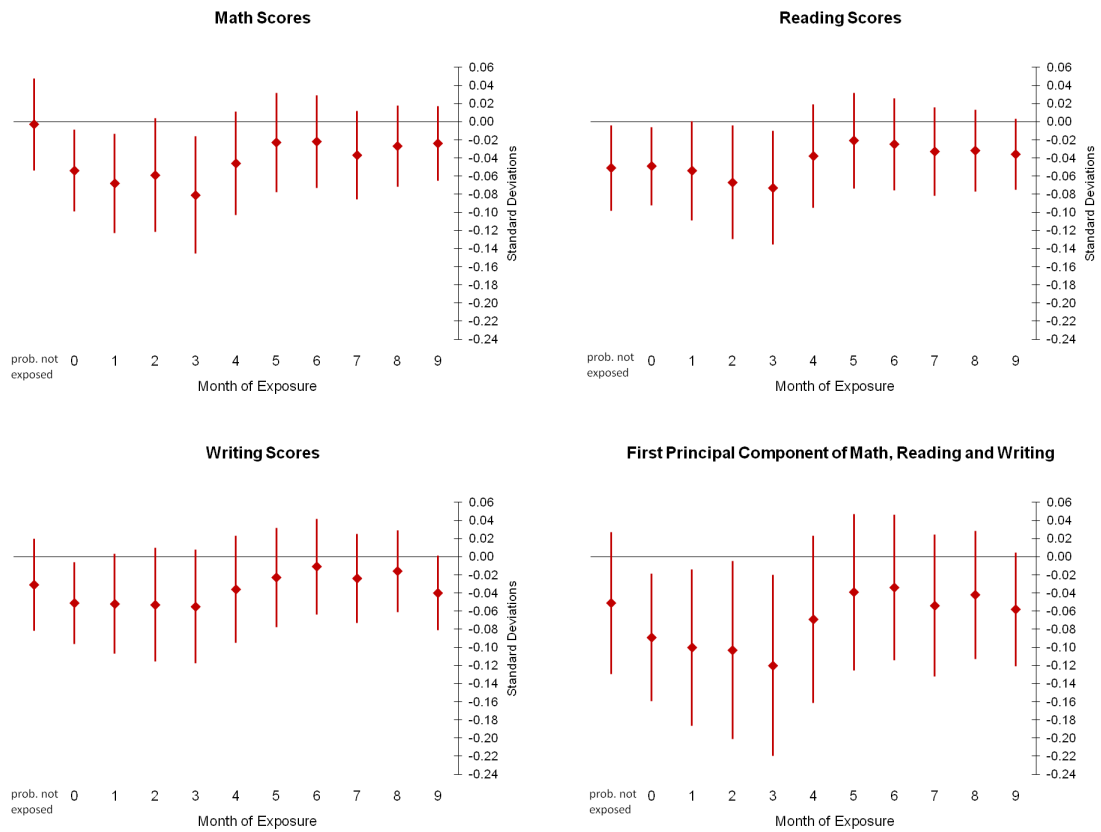 Math Scores
0.06
0.04
0.02
0.00
-0.02
-0.04
-0.06
-0.08
-0.10
-0.12
-0.14
-0.16
-0.18
-0.20
-0.22
-0.24
Standard Deviations
prob. not
exposed
0 1 2 3 4 5 6 7 8 9
Month of Exposure
Reading Scores
0.06
0.04
0.02
0.00
-0.02
-0.04
-0.06
-0.08
-0.10
-0.12
-0.14
-0.16
-0.18
-0.20
-0.22
-0.24
Standard Deviations
prob. not
exposed
0 1 2 3 4 5 6 7 8 9
Month of Exposure
Writing Scores
0.06
0.04
0.02
0.00
-0.02
-0.04
-0.06
-0.08
-0.10
-0.12
-0.14
-0.16
-0.18
-0.20
-0.22
-0.24
Standard Deviations
prob. not
exposed
0 1 2 3 4 5 6 7 8 9
Month of Exposure
First Principal Component of Math, Reading and Writing
0.06
0.04
0.02
0.00
-0.02
-0.04
-0.06
-0.08
-0.10
-0.12
-0.14
-0.16
-0.18
-0.20
-0.22
-0.24
Standard Deviations
prob. not
exposed
0 1 2 3 4 5 6 7 8 9
Month of Exposure